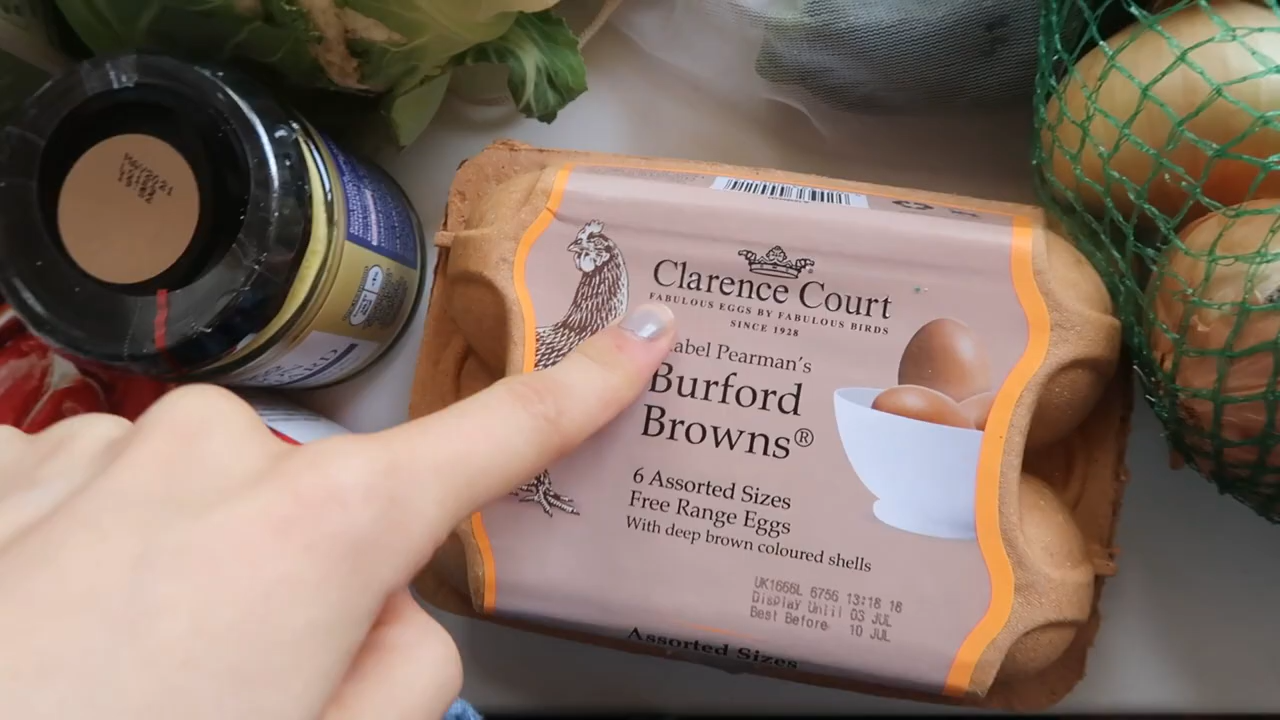 Clarence Court
FABULOUS EGGS BY FABULOUS BIRDS
SINCE 1928
abel Pearman's
Burford
Browns®
6 Assorted Sizes
Free Range Eggs
With deep brown coloured shells
UK1666L 6756 13:18 18
Display Until 03 JUL
Best Before 10 JUL
Assorted Sizes